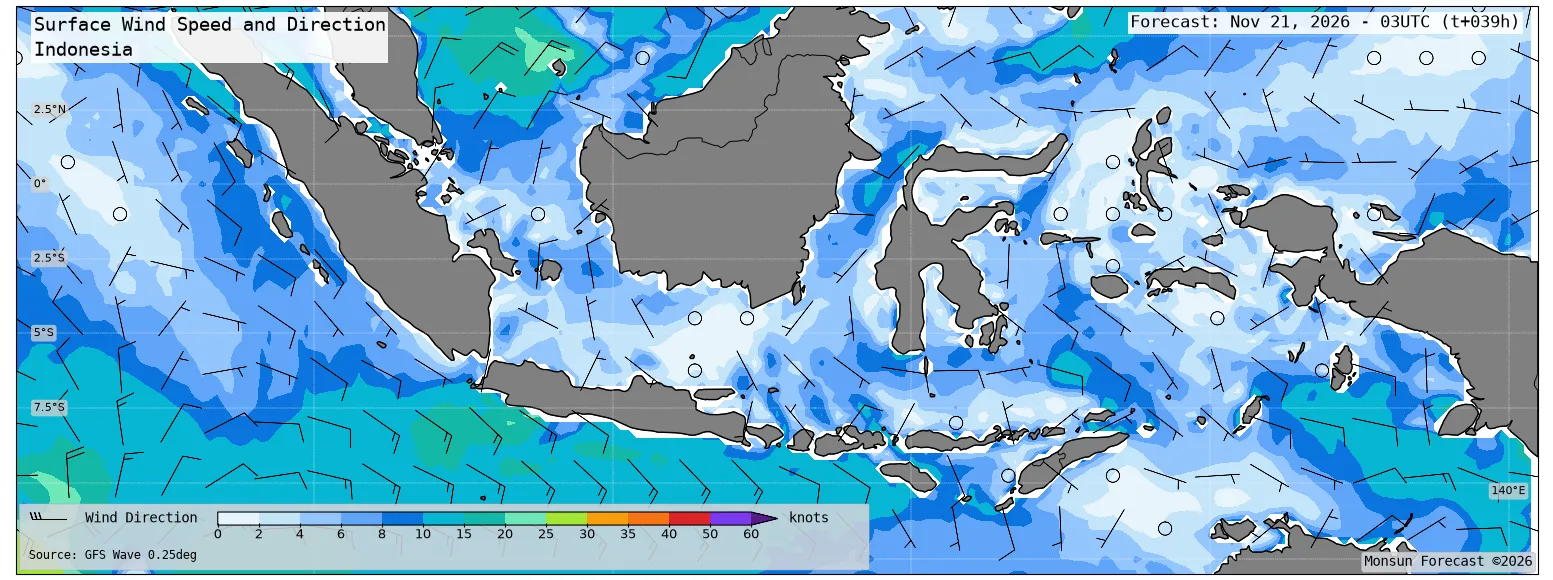 Surface Wind Speed and Direction
Indonesia
Forecast: Nov 21, 2026 - 03UTC (t+039h)
2.5°N
0°
2.5°S
5°S
7.5°S
140°E
Wind Direction
0 2 4 6 8 10 15 20 25 30 35 40 50 60
knots
Source: GFS Wave 0.25deg
Monsun Forecast ©2026